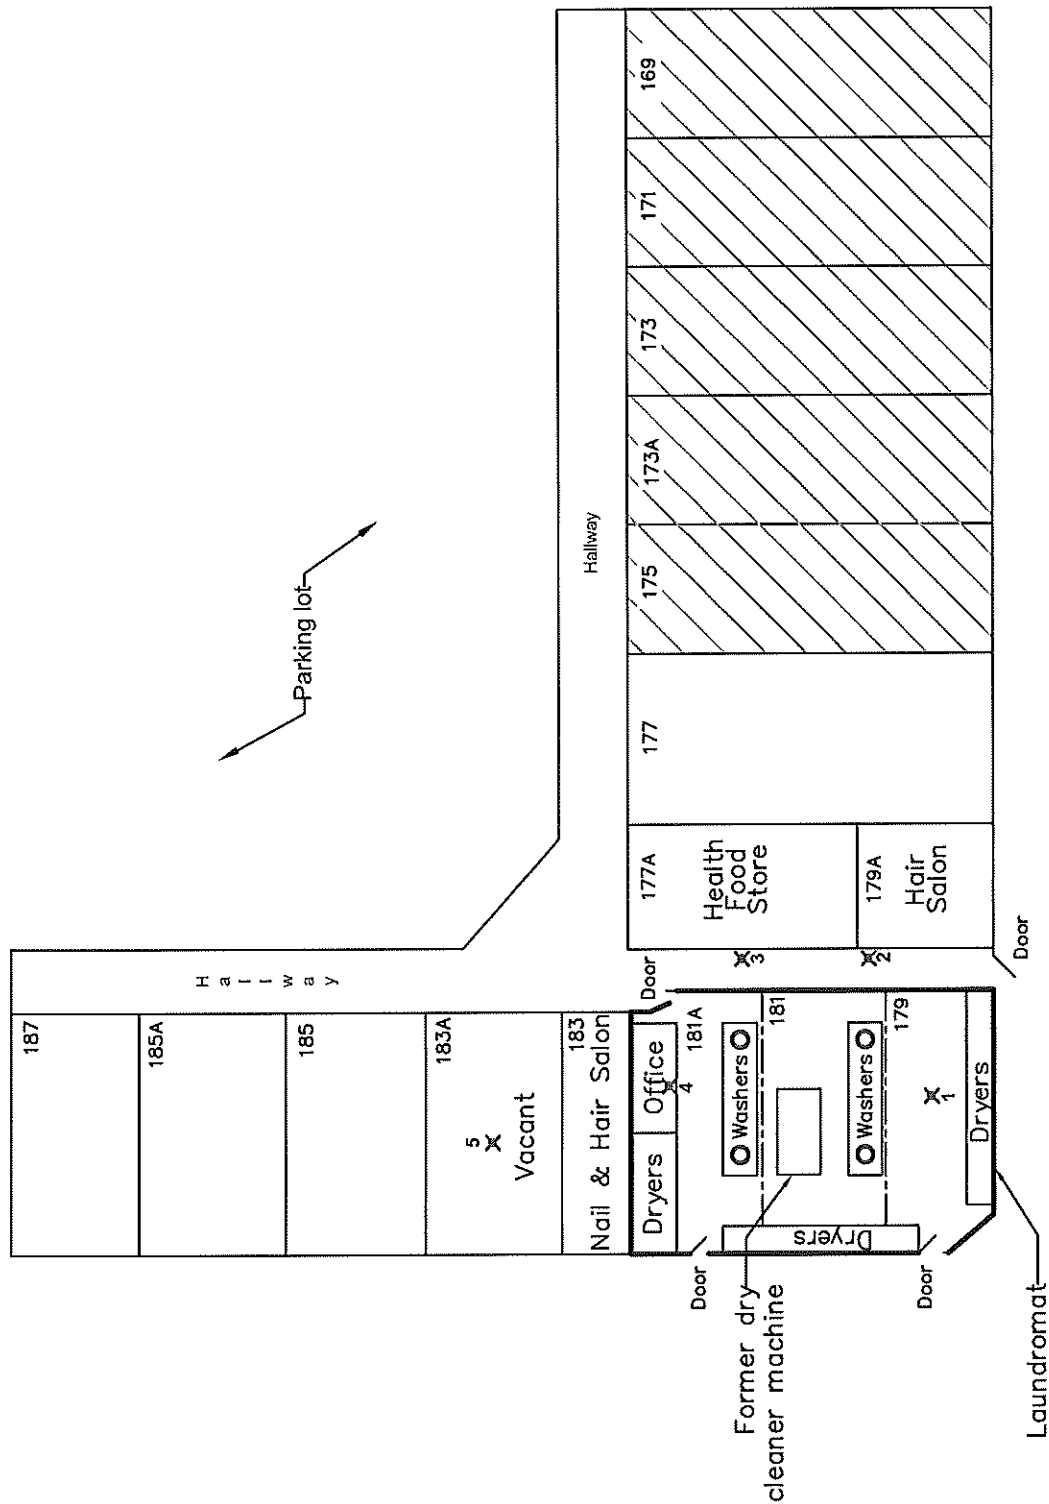 187
185A
185
183A
5
Vacant
183
Nail & Hair Salon
Hallway
Parking lot
Hallway
169
171
173
173A
175
177
177A
Health
Food
Store
179A
Hair
Salon
Door
3
2
Door
Office
4
Dryers
181A
Washers
181
Washers
179
1
Dryers
Dryers
Door
Door
Former dry
cleaner machine
Laundromat